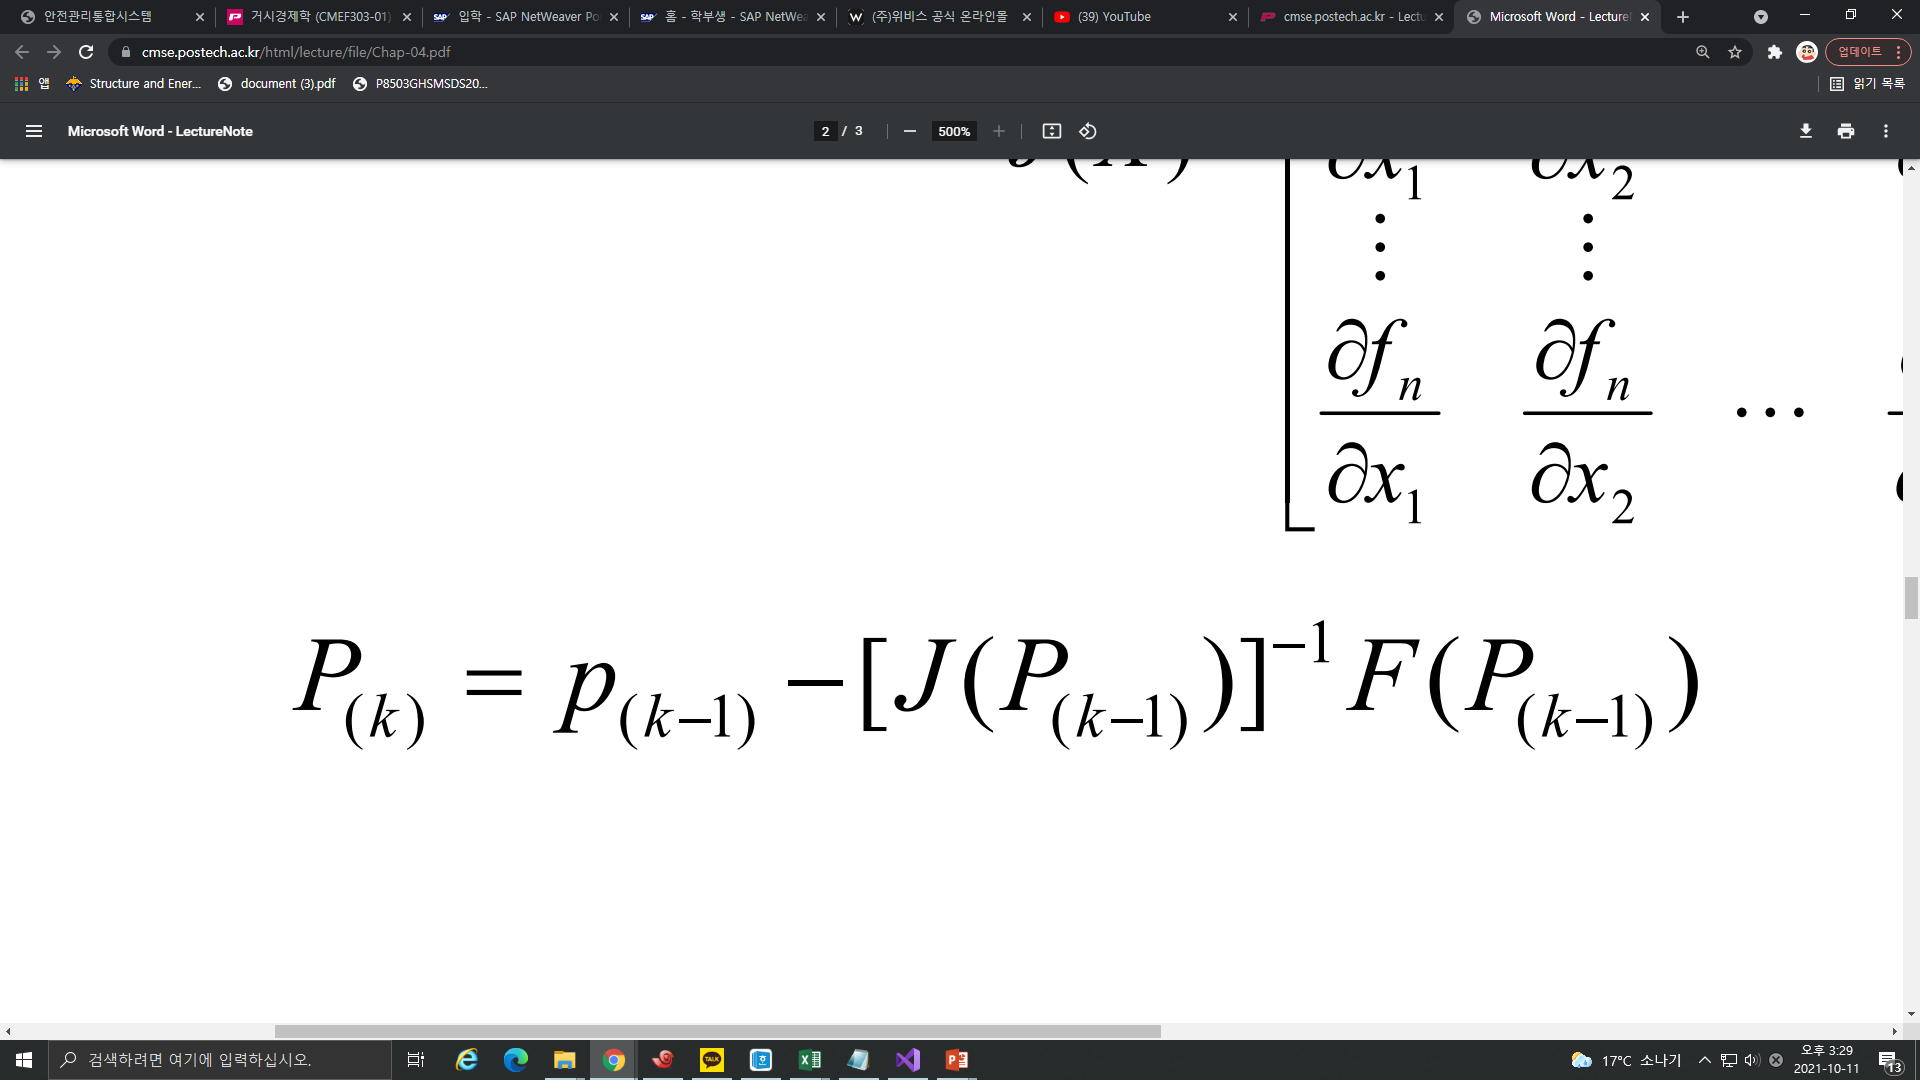 안전관리통합시스템
거시경제학 (CMEF303-01)
입학 - SAP NetWeaver Po
홈 - 학부생 - SAP NetWea
(주)위비스 공식 온라인몰
(39) YouTube
cmse.postech.ac.kr - Lectu
Microsoft Word - Lecture
cmse.postech.ac.kr/html/lecture/file/Chap-04.pdf
업데이트
앱
Structure and Ener...
document (3).pdf
P8503GHSMSDS20...
읽기 목록
Microsoft Word - LectureNote
2 / 3
500%
∂x₁ ∂x₂
⋮ ⋮
∂fₙ/∂x₁ ∂fₙ/∂x₂ ⋯
P₍ₖ₎ = p₍ₖ₋₁₎ − [J(P₍ₖ₋₁₎)]⁻¹ F(P₍ₖ₋₁₎)
검색하려면 여기에 입력하십시오.
TALK
17°C 소나기
오후 3:29
2021-10-11
13